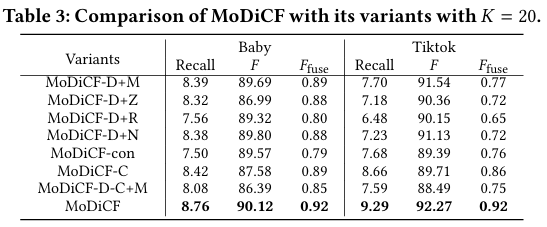 Table 3: Comparison of MoDiCF with its variants with K = 20.
Variants Baby Tiktok
Recall F F_fuse Recall F F_fuse
MoDiCF-D+M 8.39 89.69 0.89 7.70 91.54 0.77
MoDiCF-D+Z 8.32 86.99 0.88 7.18 90.36 0.72
MoDiCF-D+R 7.56 89.32 0.80 6.48 90.15 0.65
MoDiCF-D+N 8.38 89.80 0.88 7.23 91.13 0.72
MoDiCF-con 7.50 89.57 0.79 7.68 89.39 0.76
MoDiCF-C 8.42 87.58 0.89 8.66 89.71 0.86
MoDiCF-D-C+M 8.08 86.39 0.85 7.59 88.49 0.75
MoDiCF 8.76 90.12 0.92 9.29 92.27 0.92